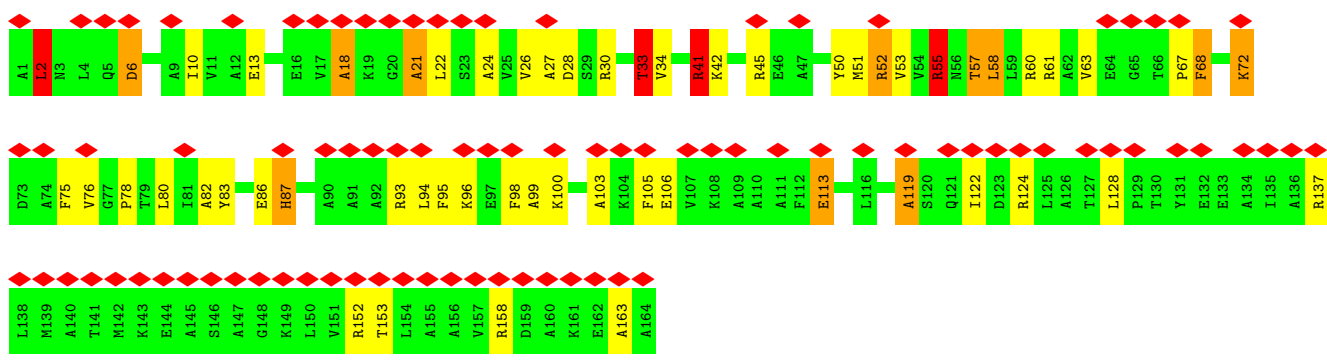 A1 L2 N3 L4 Q5 D6 A9 I10 V11 A12 E13 E16 V17 A18 K19 G20 A21 L22 S23 A24 V25 V26 A27 D28 S29 R30 T33 V34 R41 K42 R45 E46 A47 Y50 M51 R52 V53 V54 R55 N56 T57 L58 L59 R60 R61 A62 V63 E64 G65 T66 P67 F68 K72
D73 A74 F75 V76 G77 P78 T79 L80 I81 A82 Y83 E86 H87 A90 A91 A92 R93 L94 F95 K96 E97 F98 A99 K100 A103 K104 F105 E106 V107 K108 A109 A110 A111 F112 E113 L116 A119 S120 Q121 I122 D123 R124 L125 A126 T127 L128 P129 T130 Y131 E132 E133 A134 I135 A136 R137
L138 M139 A140 T141 M142 K143 E144 A145 S146 A147 G148 K149 L150 V151 R152 T153 L154 A155 A156 V157 R158 D159 A160 K161 E162 A163 A164